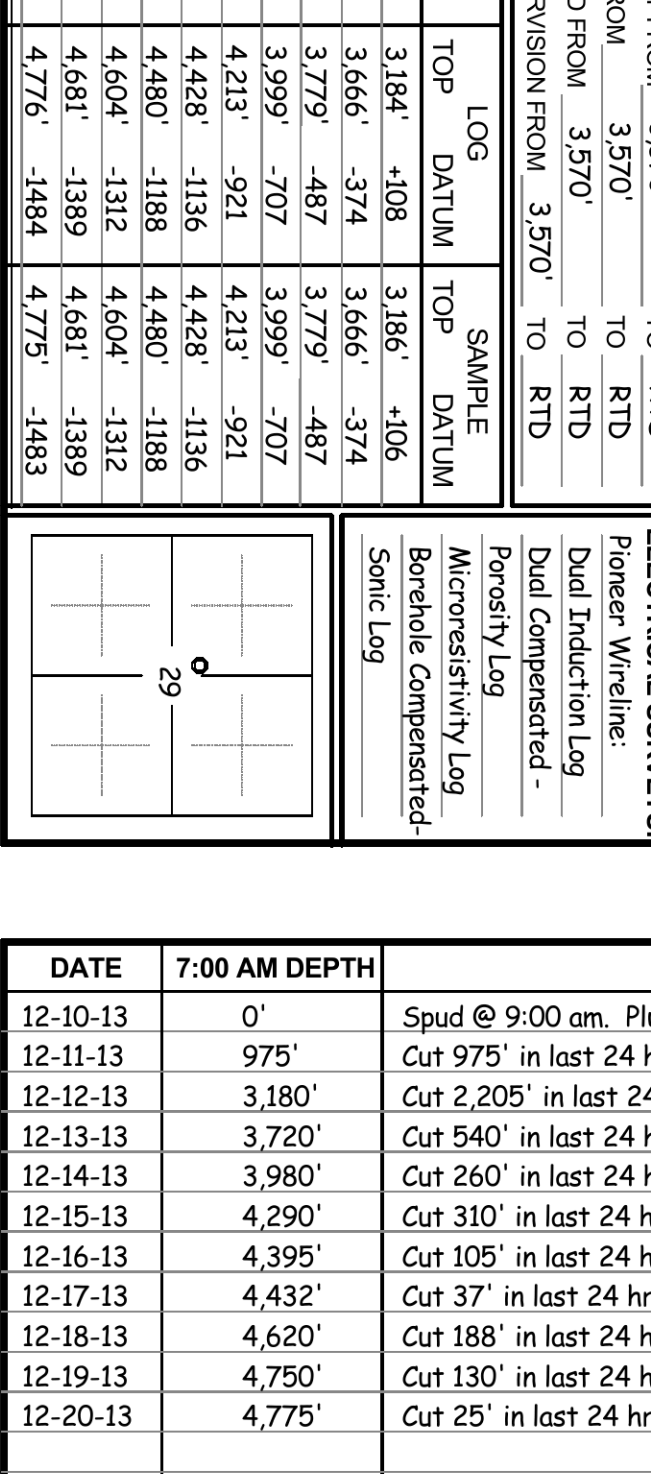 ROM 3,570' TO RTD
D FROM 3,570' TO RTD
RVISION FROM 3,570' TO RTD
LOG SAMPLE
TOP DATUM TOP DATUM
3,184' +108 3,186' +106
3,666' -374 3,666' -374
3,779' -487 3,779' -487
3,999' -707 3,999' -707
4,213' -921 4,213' -921
4,428' -1136 4,428' -1136
4,480' -1188 4,480' -1188
4,604' -1312 4,604' -1312
4,681' -1389 4,681' -1389
4,776' -1484 4,775' -1483
Pioneer Wireline:
Dual Induction Log
Dual Compensated -
Porosity Log
Microresistivity Log
Borehole Compensated-
Sonic Log
29
DATE 7:00 AM DEPTH
12-10-13 0' Spud @ 9:00 am. Plu
12-11-13 975' Cut 975' in last 24 h
12-12-13 3,180' Cut 2,205' in last 24
12-13-13 3,720' Cut 540' in last 24 h
12-14-13 3,980' Cut 260' in last 24 h
12-15-13 4,290' Cut 310' in last 24 h
12-16-13 4,395' Cut 105' in last 24 h
12-17-13 4,432' Cut 37' in last 24 hr
12-18-13 4,620' Cut 188' in last 24 h
12-19-13 4,750' Cut 130' in last 24 h
12-20-13 4,775' Cut 25' in last 24 hr